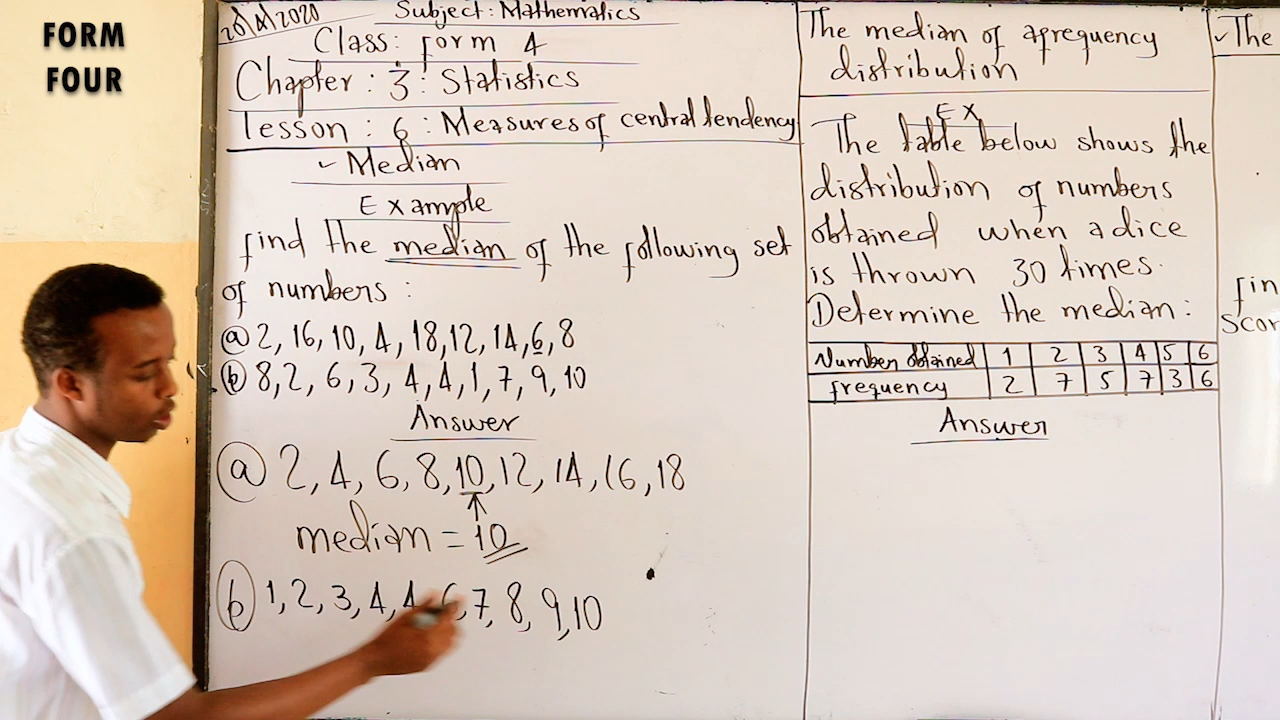 FORM
FOUR
Subject: Mathematics
Class: form 4
Chapter: 3: Statistics
lesson: 6: Measures of central tendency
- Median
Example
find the median of the following set
of numbers:
(a) 2, 16, 10, 4, 18, 12, 14, 6, 8
(b) 8, 2, 6, 3, 4, 4, 1, 7, 9, 10
Answer
(a) 2, 4, 6, 8, 10, 12, 14, 16, 18
median = 10
(b) 1, 2, 3, 4, 4, 6, 7, 8, 9, 10
The median of a frequency
distribution
EX
The table below shows the
distribution of numbers
obtained when a dice
is thrown 30 times.
Determine the median:
Number obtained 1 2 3 4 5 6
frequency 2 7 5 7 3 6
Answer
✓ The